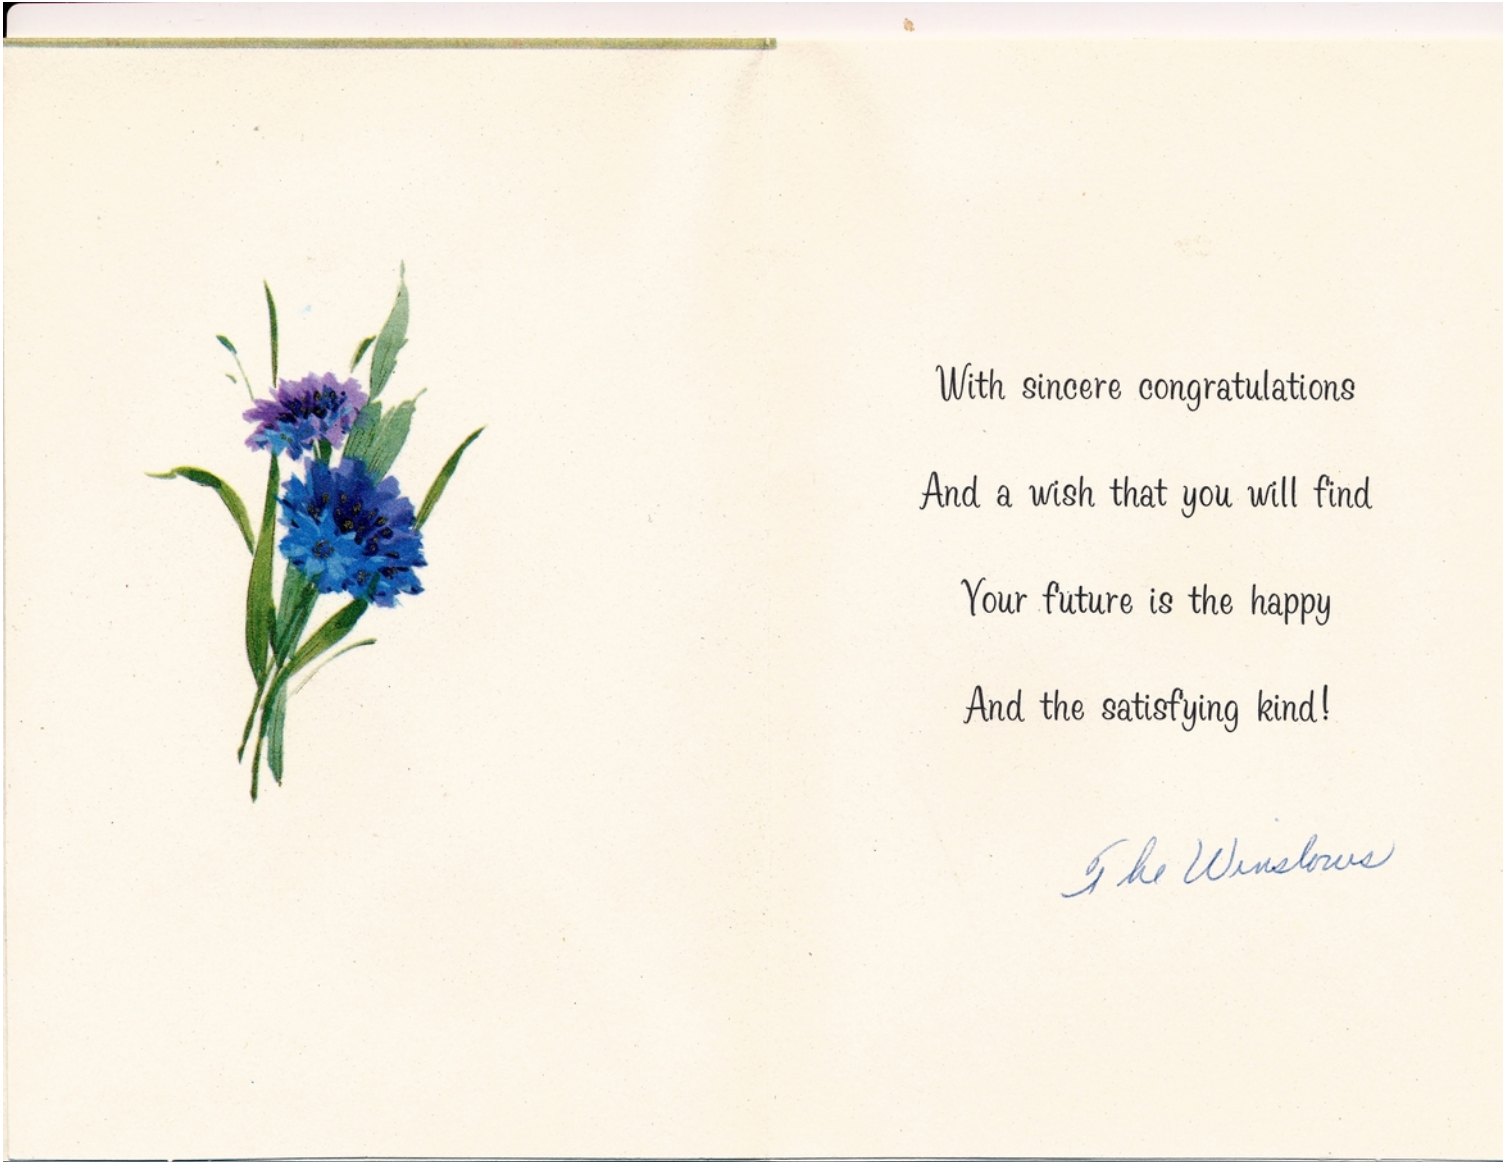 With sincere congratulations
And a wish that you will find
Your future is the happy
And the satisfying kind!
The Winslows